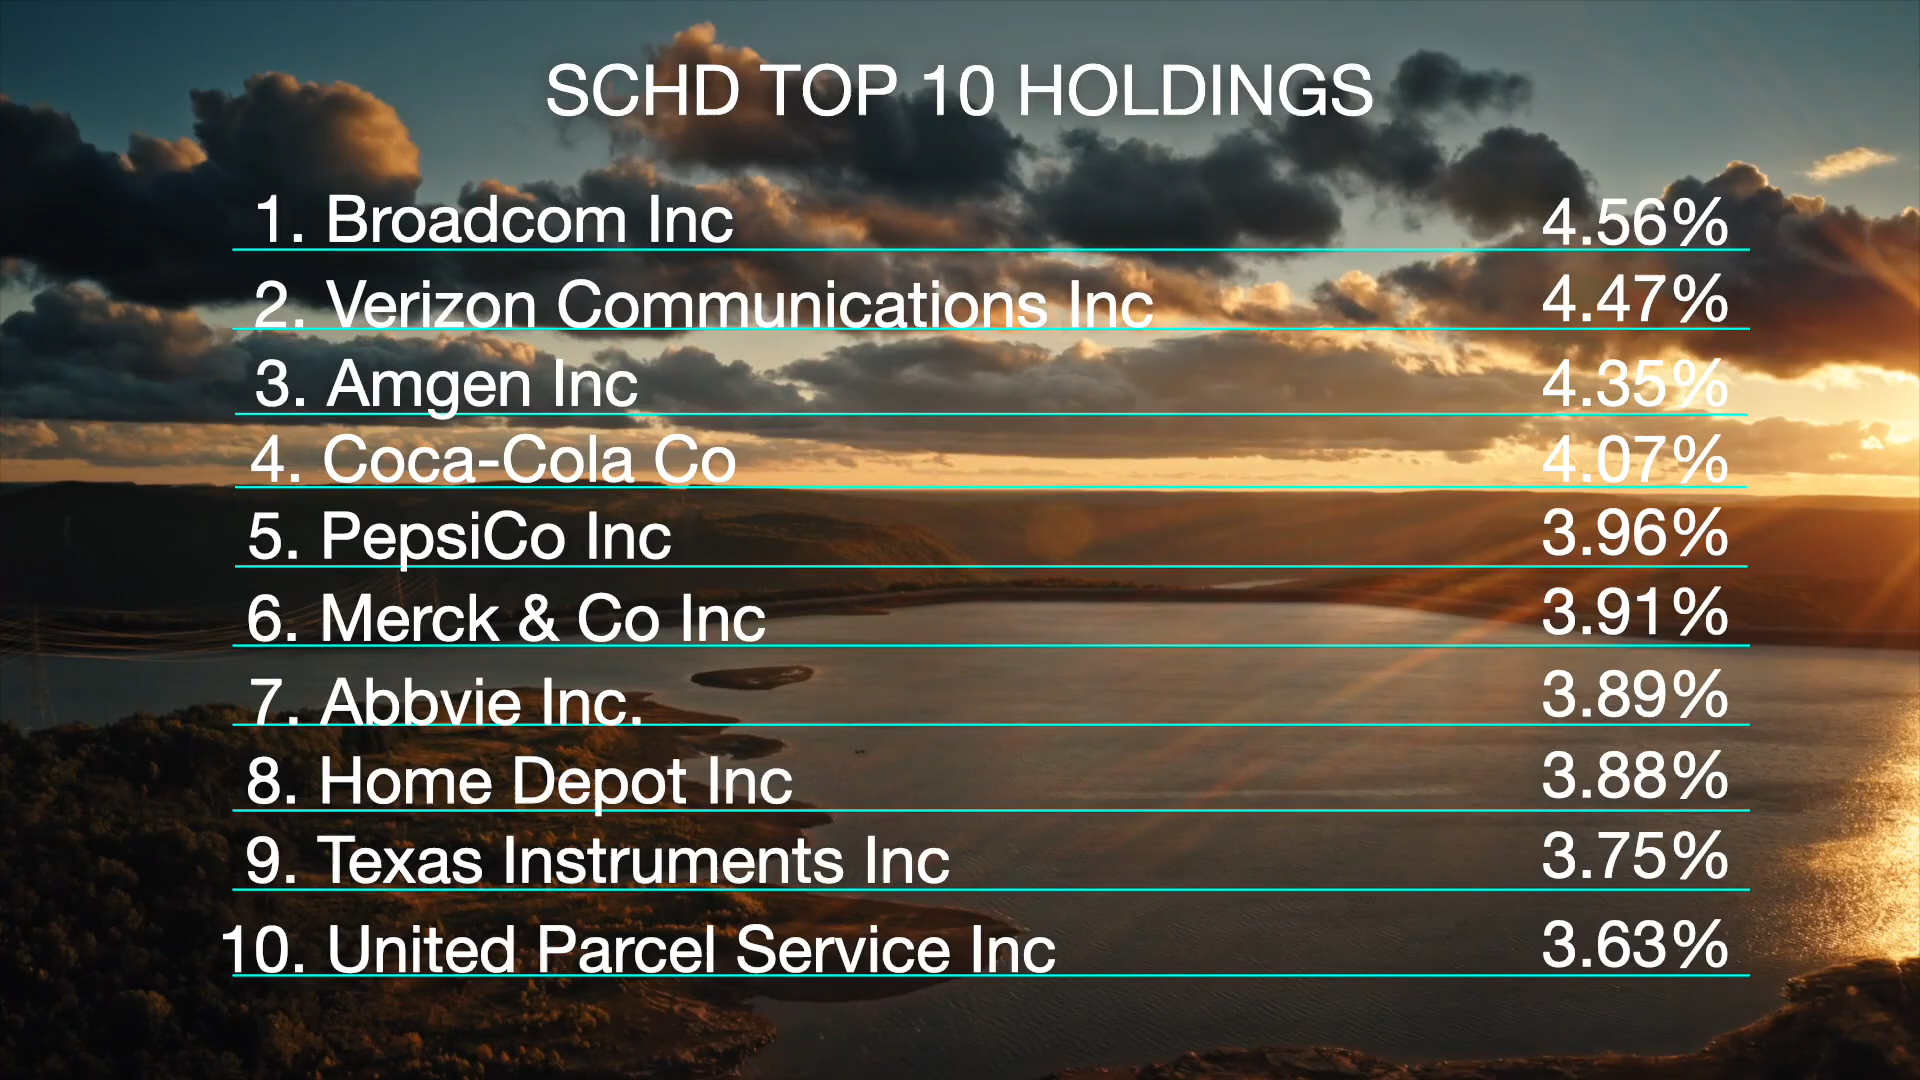 SCHD TOP 10 HOLDINGS
1. Broadcom Inc 4.56%
2. Verizon Communications Inc 4.47%
3. Amgen Inc 4.35%
4. Coca-Cola Co 4.07%
5. PepsiCo Inc 3.96%
6. Merck & Co Inc 3.91%
7. Abbvie Inc. 3.89%
8. Home Depot Inc 3.88%
9. Texas Instruments Inc 3.75%
10. United Parcel Service Inc 3.63%